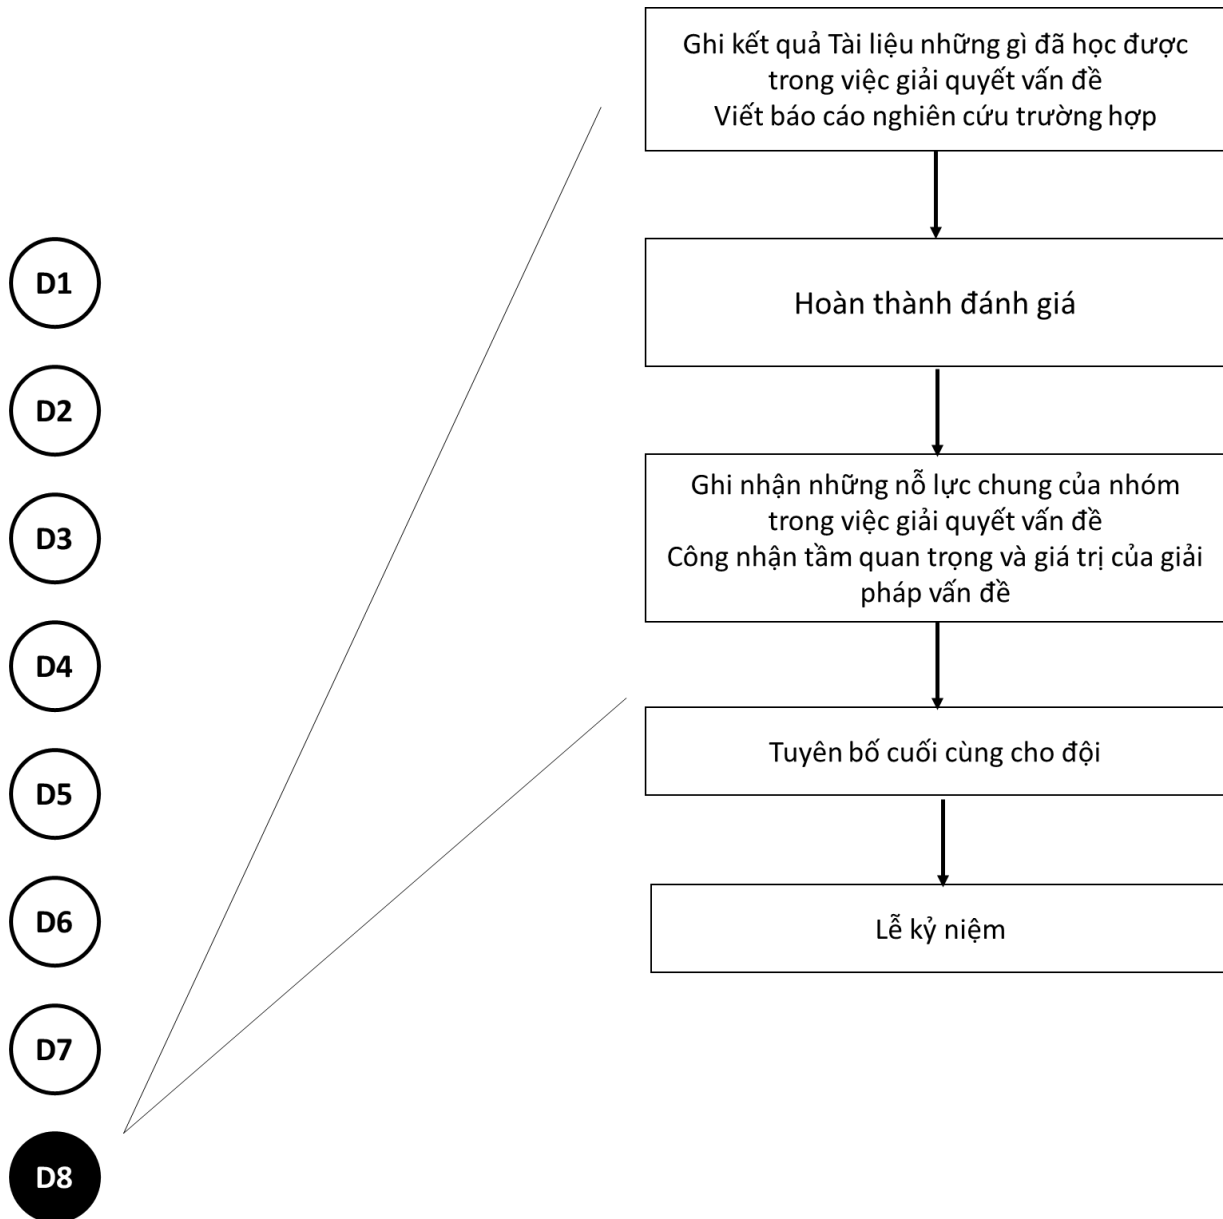 D1
D2
D3
D4
D5
D6
D7
D8
Ghi kết quả Tài liệu những gì đã học được
trong việc giải quyết vấn đề
Viết báo cáo nghiên cứu trường hợp
Hoàn thành đánh giá
Ghi nhận những nỗ lực chung của nhóm
trong việc giải quyết vấn đề
Công nhận tầm quan trọng và giá trị của giải
pháp vấn đề
Tuyên bố cuối cùng cho đội
Lễ kỷ niệm